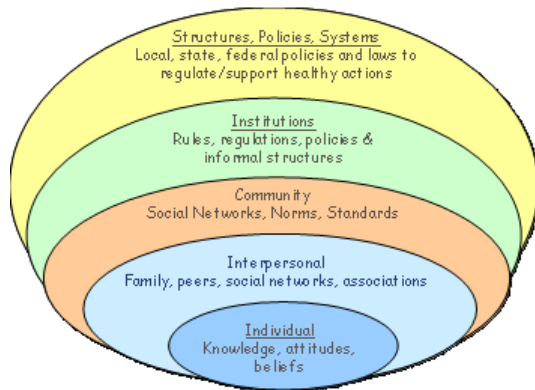 Structures, Policies, Systems
Local, state, federal policies and laws to
regulate/support healthy actions
Institutions
Rules, regulations, policies &
informal structures
Community
Social Networks, Norms, Standards
Interpersonal
Family, peers, social networks, associations
Individual
Knowledge, attitudes,
beliefs